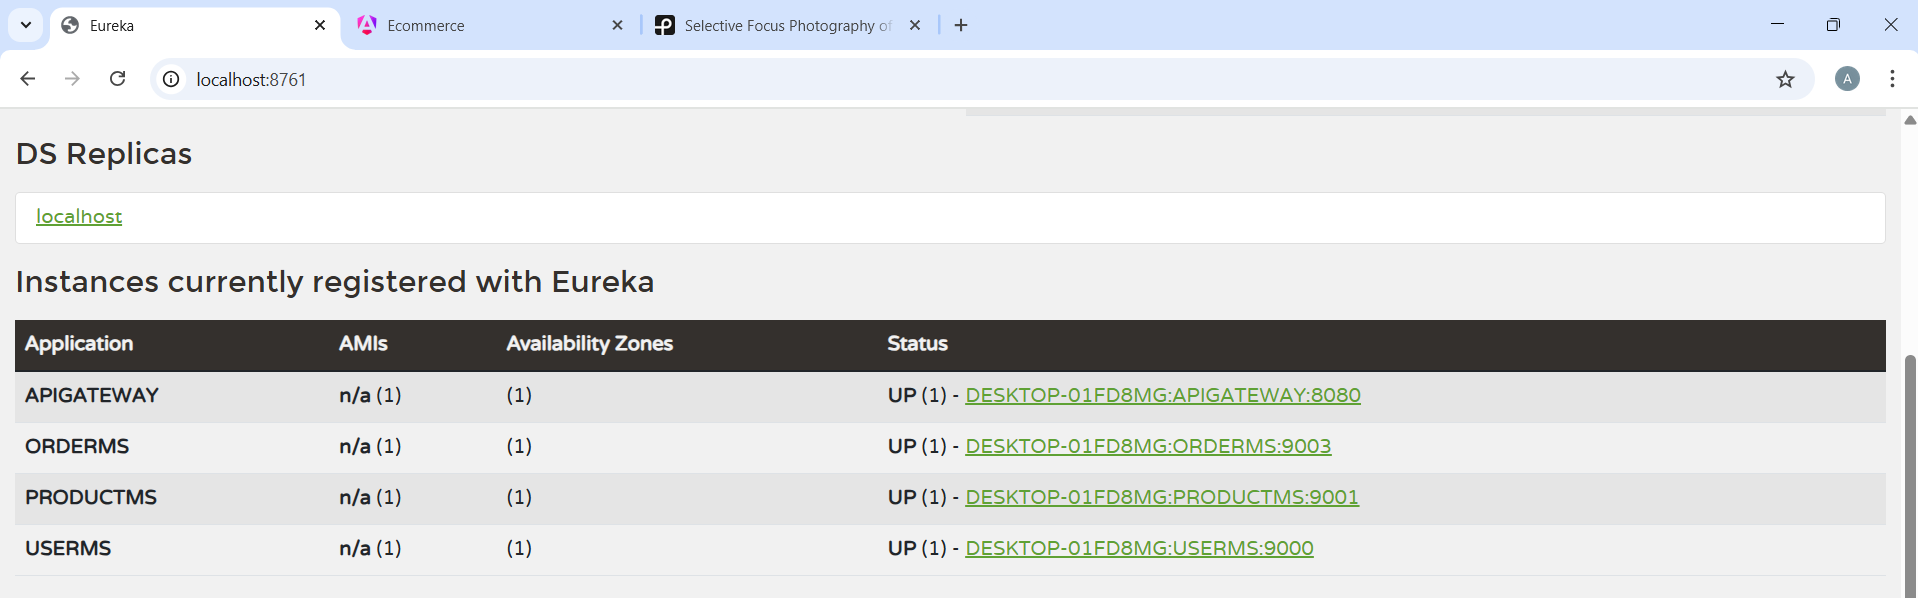 Eureka
Ecommerce
Selective Focus Photography of
localhost:8761
A
DS Replicas
localhost
Instances currently registered with Eureka
Application AMIs Availability Zones Status
APIGATEWAY n/a (1) (1) UP (1) - DESKTOP-01FD8MG:APIGATEWAY:8080
ORDERMS n/a (1) (1) UP (1) - DESKTOP-01FD8MG:ORDERMS:9003
PRODUCTMS n/a (1) (1) UP (1) - DESKTOP-01FD8MG:PRODUCTMS:9001
USERMS n/a (1) (1) UP (1) - DESKTOP-01FD8MG:USERMS:9000